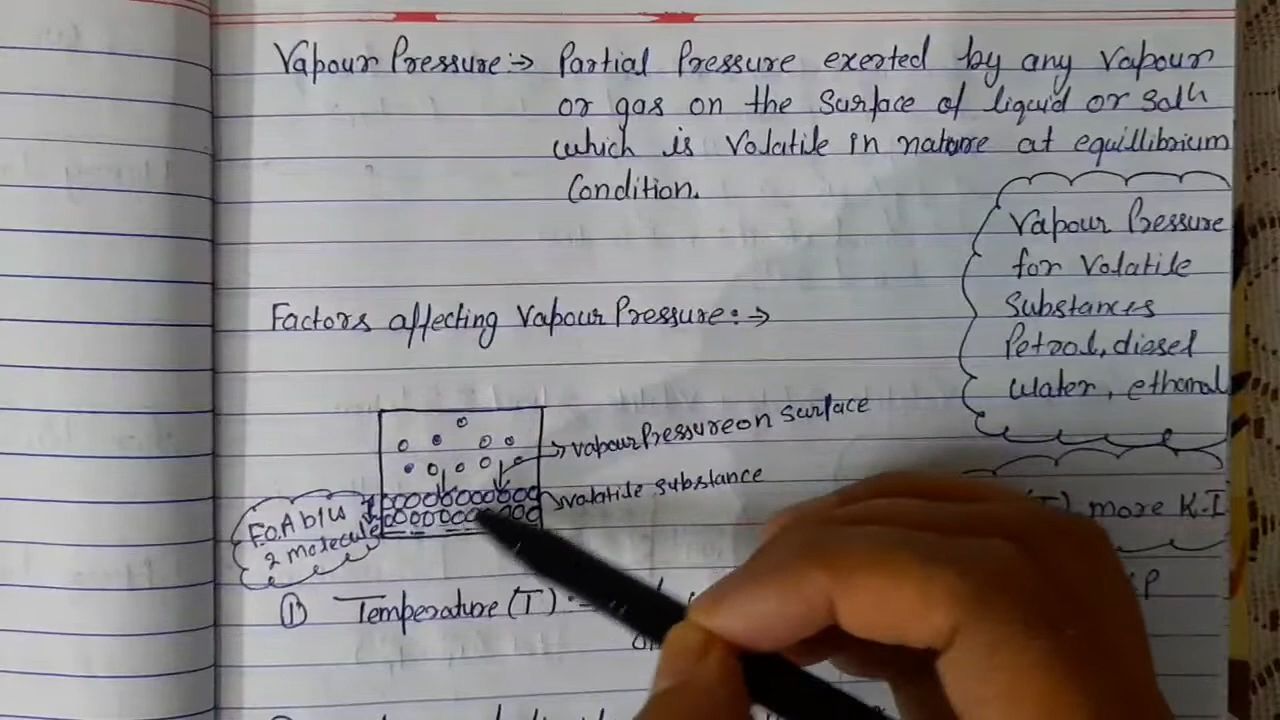 Vapour Pressure :→ Partial Pressure exerted by any vapour
or gas on the surface of liquid or
which is volatile in nature at equillibrium
Condition.
Vapour Pressure
for volatile
Substances
Petrol, diesel
water, ethanol
Factors affecting Vapour Pressure :→
vapour Pressure on surface
volatile substance
F.O.A b/w
2 molecule
(T) more K.I
① Temperature (T) :→
P